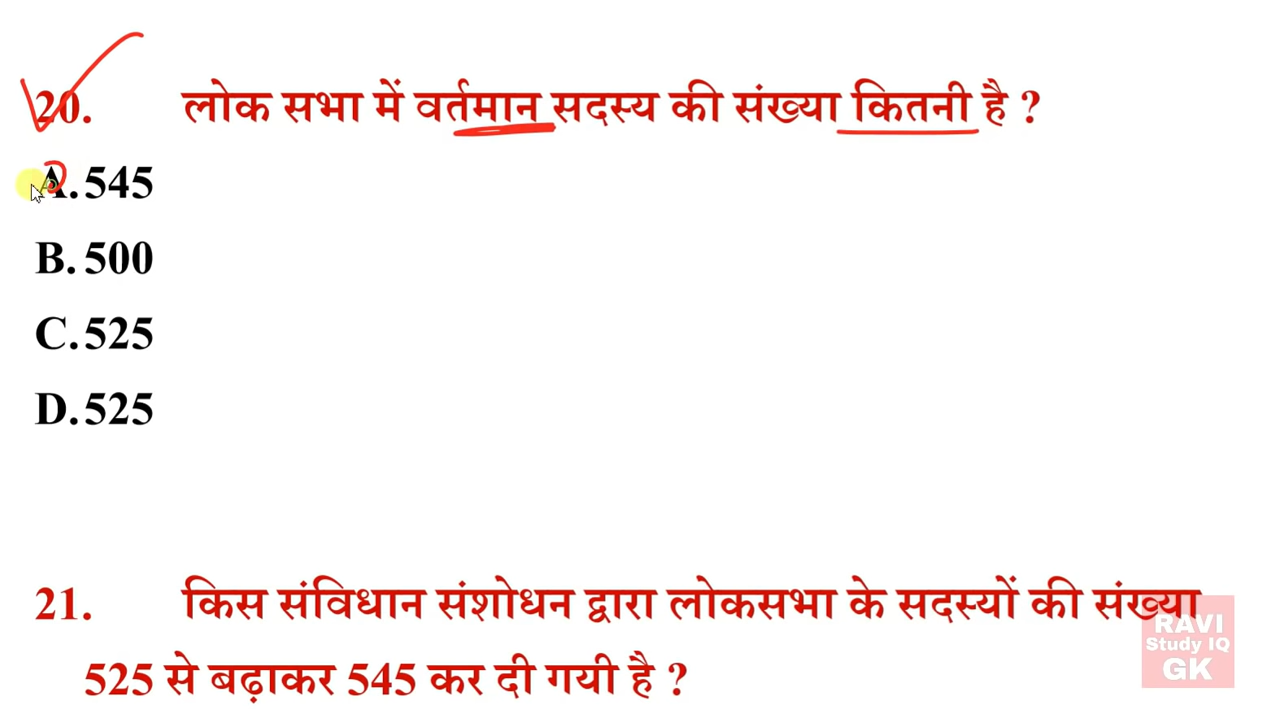 20. लोक सभा में वर्तमान सदस्य की संख्या कितनी है ?
A. 545
B. 500
C. 525
D. 525
21. किस संविधान संशोधन द्वारा लोकसभा के सदस्यों की संख्या
525 से बढ़ाकर 545 कर दी गयी है ?
RAVI
Study IQ
GK